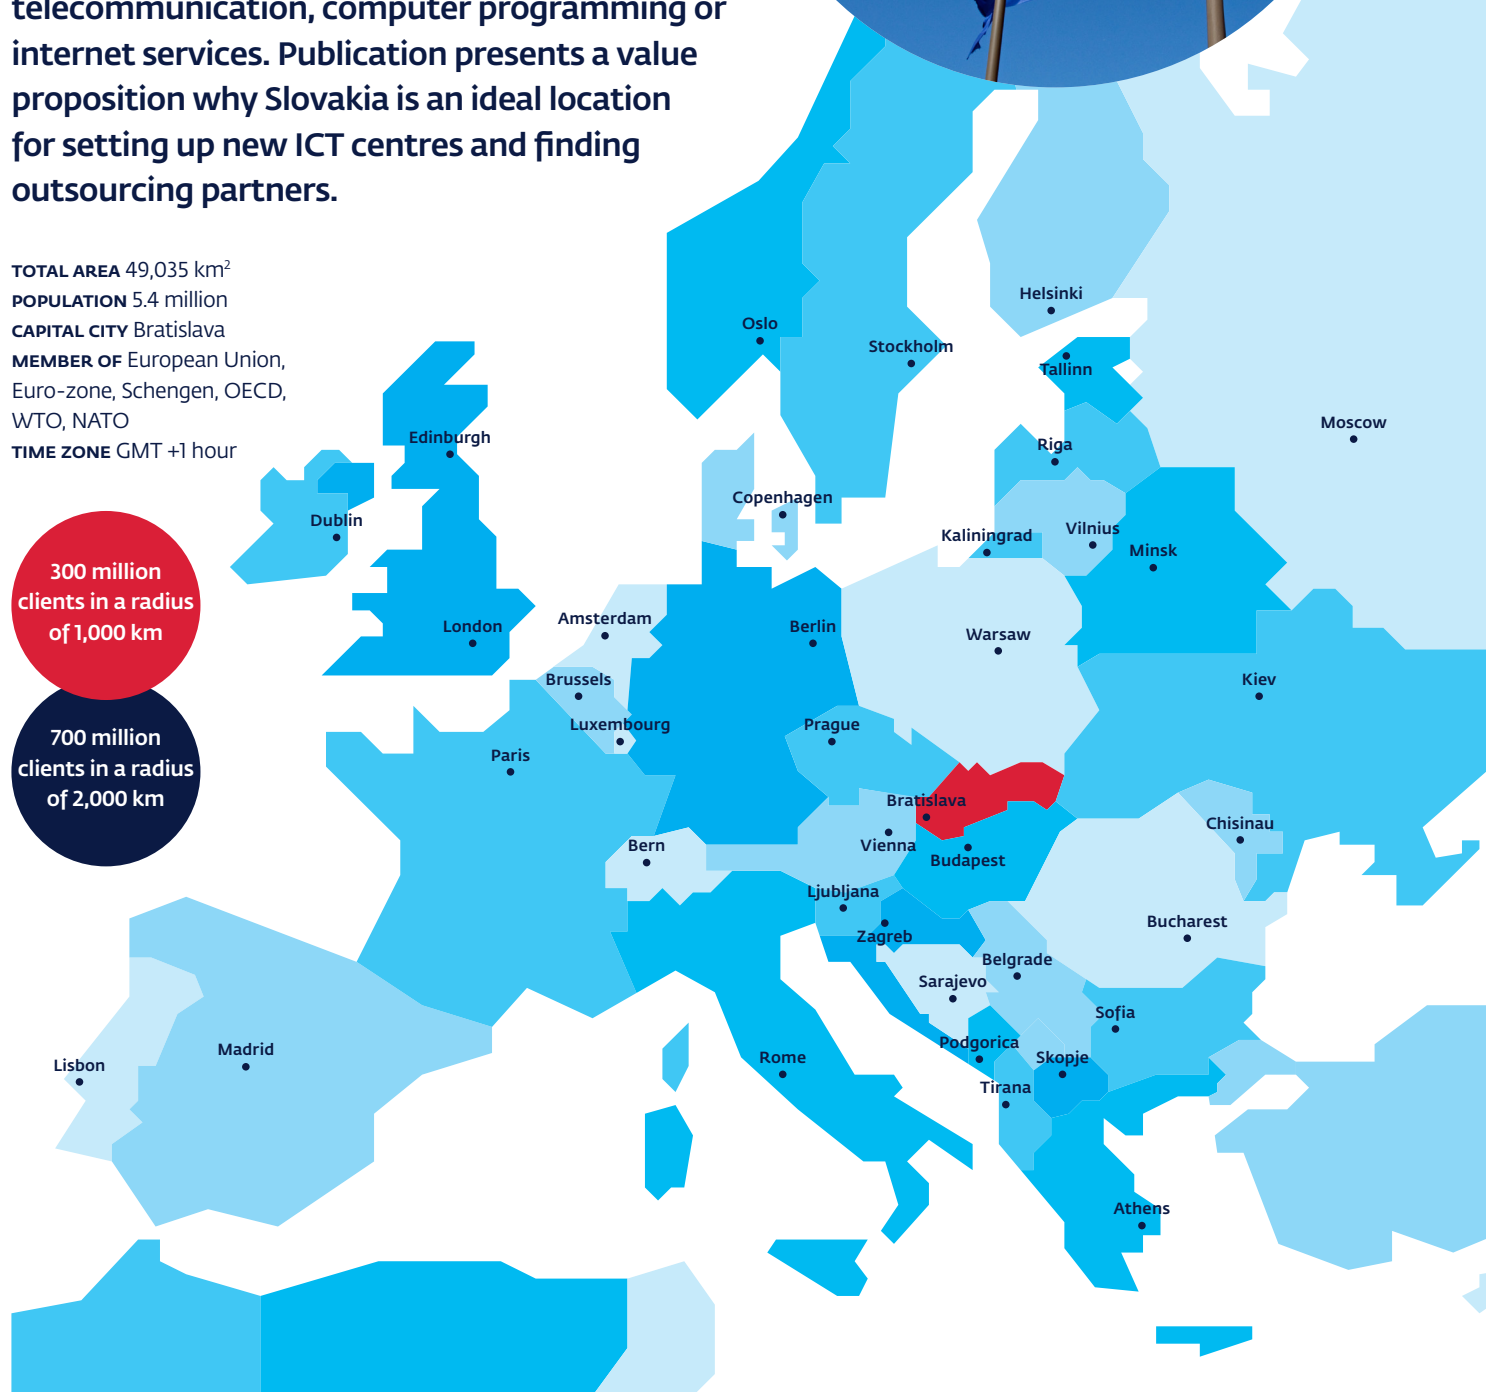 telecommunication, computer programming or
internet services. Publication presents a value
proposition why Slovakia is an ideal location
for setting up new ICT centres and finding
outsourcing partners.
TOTAL AREA 49,035 km²
POPULATION 5.4 million
CAPITAL CITY Bratislava
MEMBER OF European Union,
Euro-zone, Schengen, OECD,
WTO, NATO
TIME ZONE GMT +1 hour
300 million
clients in a radius
of 1,000 km
700 million
clients in a radius
of 2,000 km
Helsinki
Oslo
Stockholm
Tallinn
Moscow
Edinburgh
Riga
Copenhagen
Dublin
Vilnius
Kaliningrad
Minsk
Amsterdam
London
Berlin
Warsaw
Brussels
Kiev
Luxembourg
Prague
Paris
Bratislava
Chisinau
Bern
Vienna
Budapest
Ljubljana
Bucharest
Zagreb
Belgrade
Sarajevo
Sofia
Podgorica
Madrid
Rome
Skopje
Lisbon
Tirana
Athens